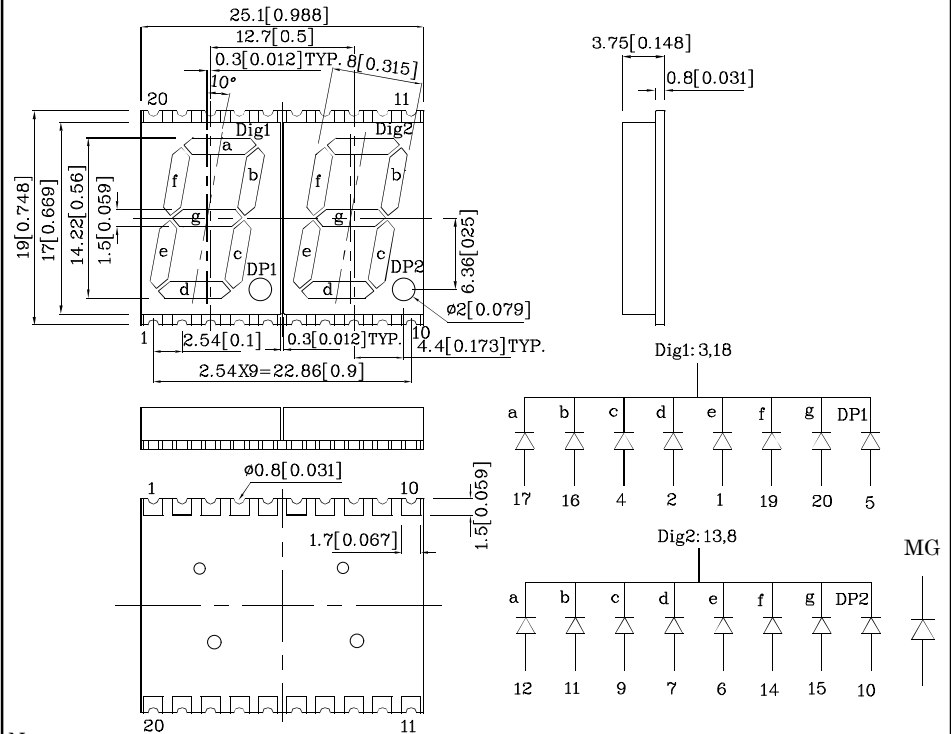 25.1[0.988]
12.7[0.5]
0.3[0.012]TYP.
8[0.315]
10°
20
11
Dig1
Dig2
a
b
f
g
e
c
d
DP1
f
b
g
e
c
d
DP2
19[0.748]
17[0.669]
14.22[0.56]
1.5[0.059]
6.36[025]
ø2[0.079]
1
10
2.54[0.1]
0.3[0.012]TYP.
4.4[0.173]TYP.
2.54X9=22.86[0.9]
3.75[0.148]
0.8[0.031]
Dig1:3,18
a b c d e f g DP1
17 16 4 2 1 19 20 5
Dig2:13,8
a b c d e f g DP2
12 11 9 7 6 14 15 10
MG
ø0.8[0.031]
1
10
1.5[0.059]
1.7[0.067]
20
11